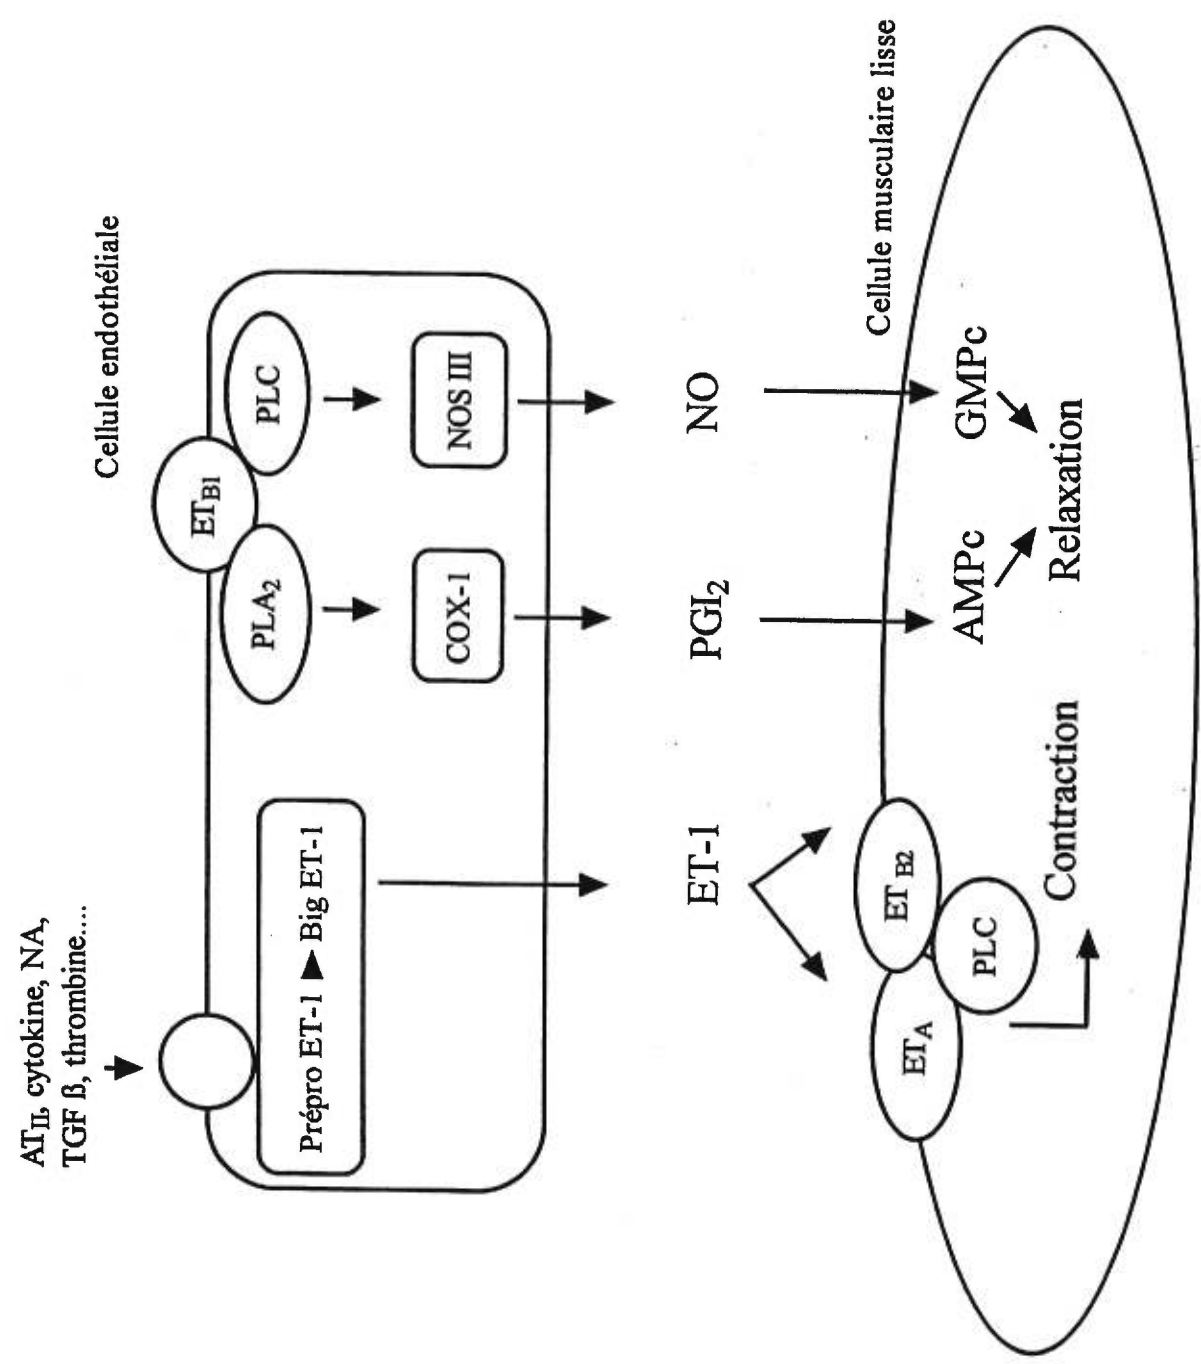 AT_II, cytokine, NA,
TGF ß, thrombine....
Cellule endothéliale
ET_B1
PLA₂
PLC
Prépro ET-1 ► Big ET-1
COX-1
NOS III
ET-1
PGI₂
NO
Cellule musculaire lisse
ET_A
ET_B2
PLC
AMPc
GMPc
Contraction
Relaxation